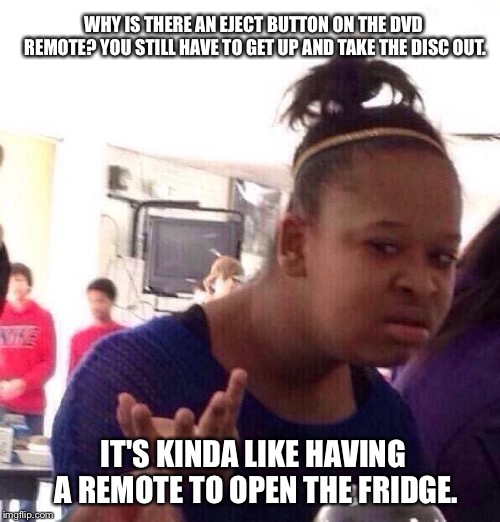 WHY IS THERE AN EJECT BUTTON ON THE DVD
REMOTE? YOU STILL HAVE TO GET UP AND TAKE THE DISC OUT.
IT'S KINDA LIKE HAVING
A REMOTE TO OPEN THE FRIDGE.
imgflip.com